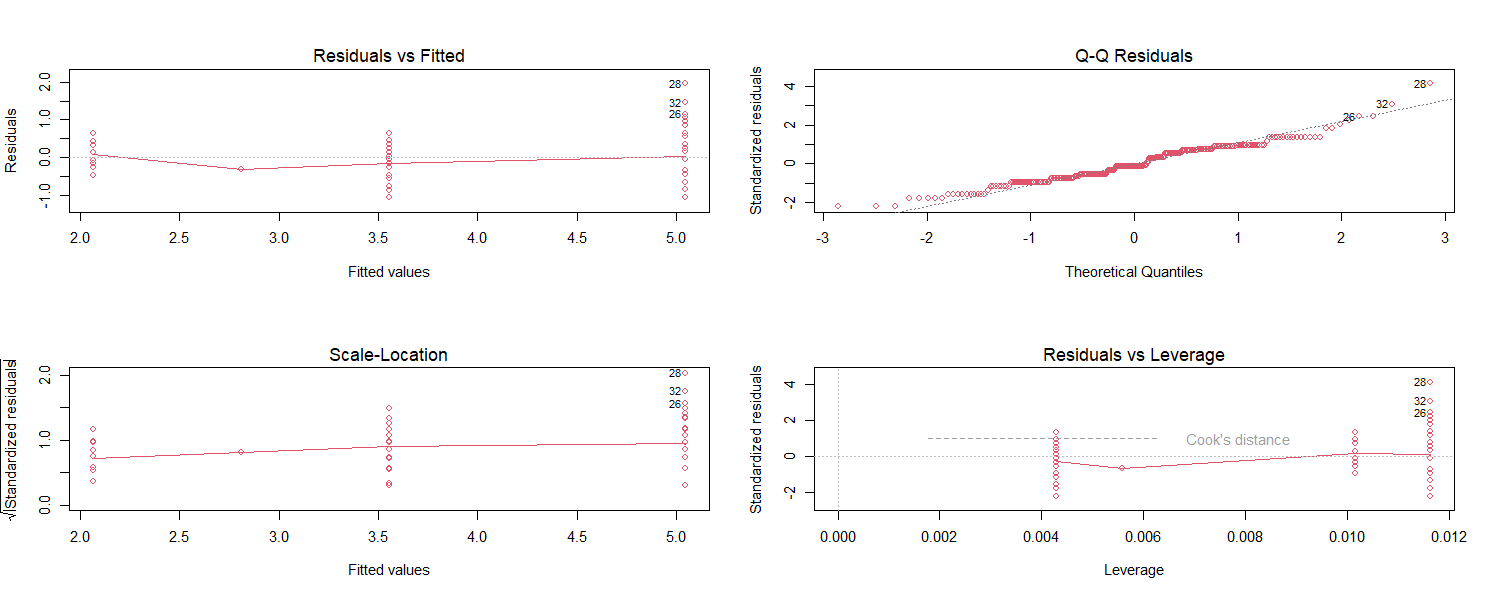 Residuals vs Fitted
Residuals
2.0
1.0
0.0
-1.0
28
32
26
2.0 2.5 3.0 3.5 4.0 4.5 5.0
Fitted values
Q-Q Residuals
Standardized residuals
4
2
0
-2
28
32
26
-3 -2 -1 0 1 2 3
Theoretical Quantiles
Scale-Location
√|Standardized residuals|
2.0
1.0
0.0
28
32
26
2.0 2.5 3.0 3.5 4.0 4.5 5.0
Fitted values
Residuals vs Leverage
Standardized residuals
4
2
0
-2
28
32
26
Cook's distance
0.000 0.002 0.004 0.006 0.008 0.010 0.012
Leverage